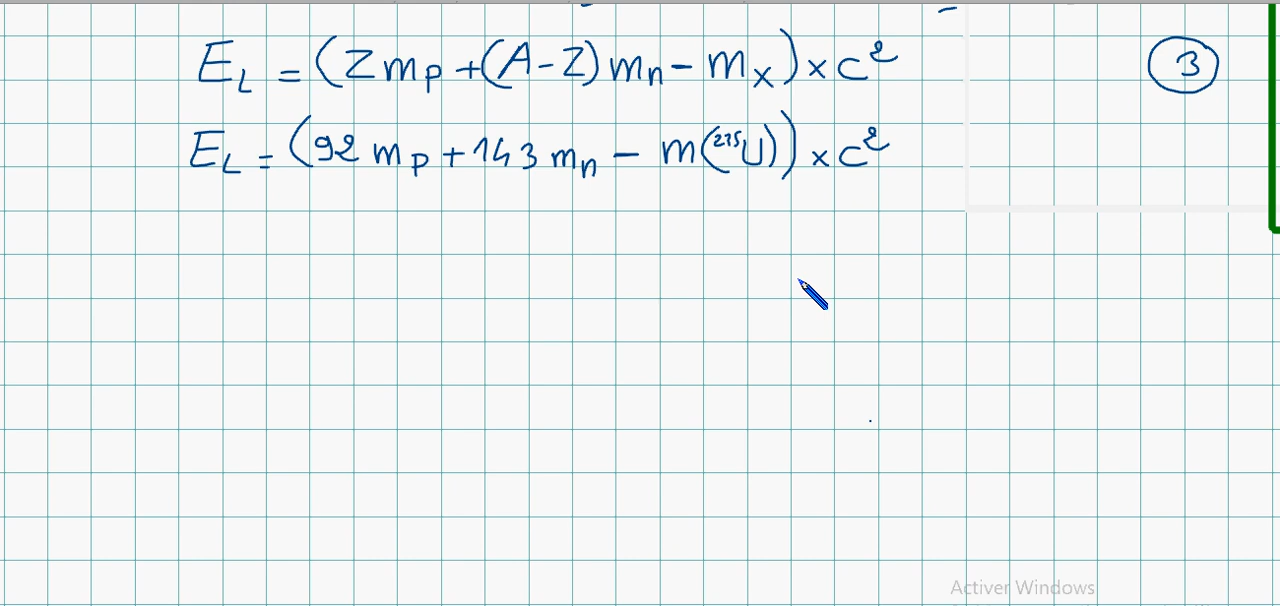 E_L = (Z m_p + (A - Z) m_n - m_X) × c²
③
E_L = (92 m_p + 143 m_n - m(²³⁵U)) × c²
Activer Windows